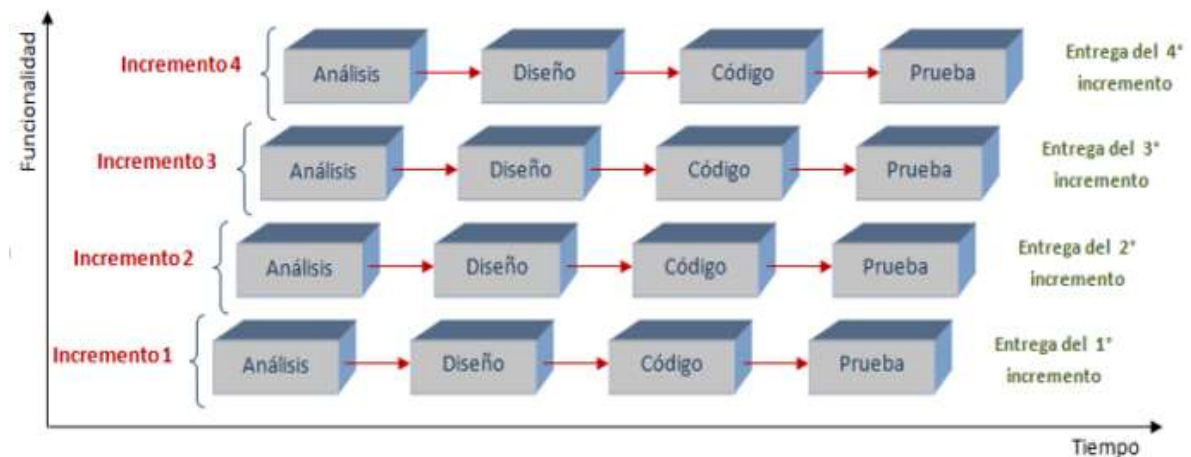 Funcionalidad
Incremento 4
Análisis
Diseño
Código
Prueba
Entrega del 4°
incremento
Incremento 3
Análisis
Diseño
Código
Prueba
Entrega del 3°
incremento
Incremento 2
Análisis
Diseño
Código
Prueba
Entrega del 2°
incremento
Incremento 1
Análisis
Diseño
Código
Prueba
Entrega del 1°
incremento
Tiempo